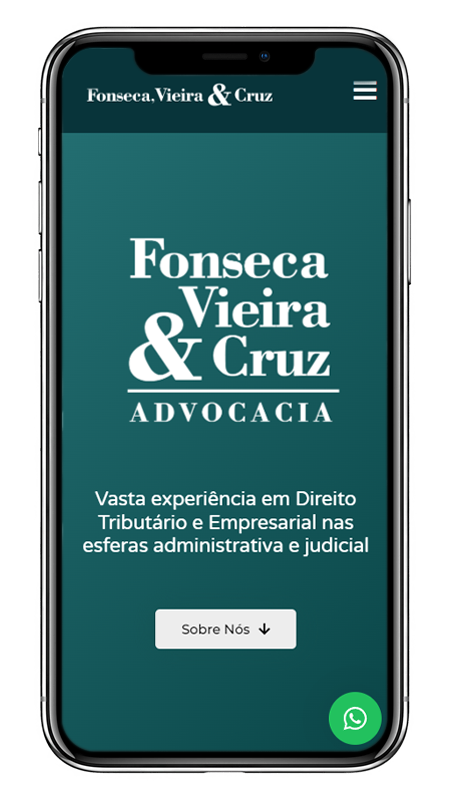 Fonseca, Vieira & Cruz
Fonseca
Vieira
& Cruz
ADVOCACIA
Vasta experiência em Direito
Tributário e Empresarial nas
esferas administrativa e judicial
Sobre Nós ↓